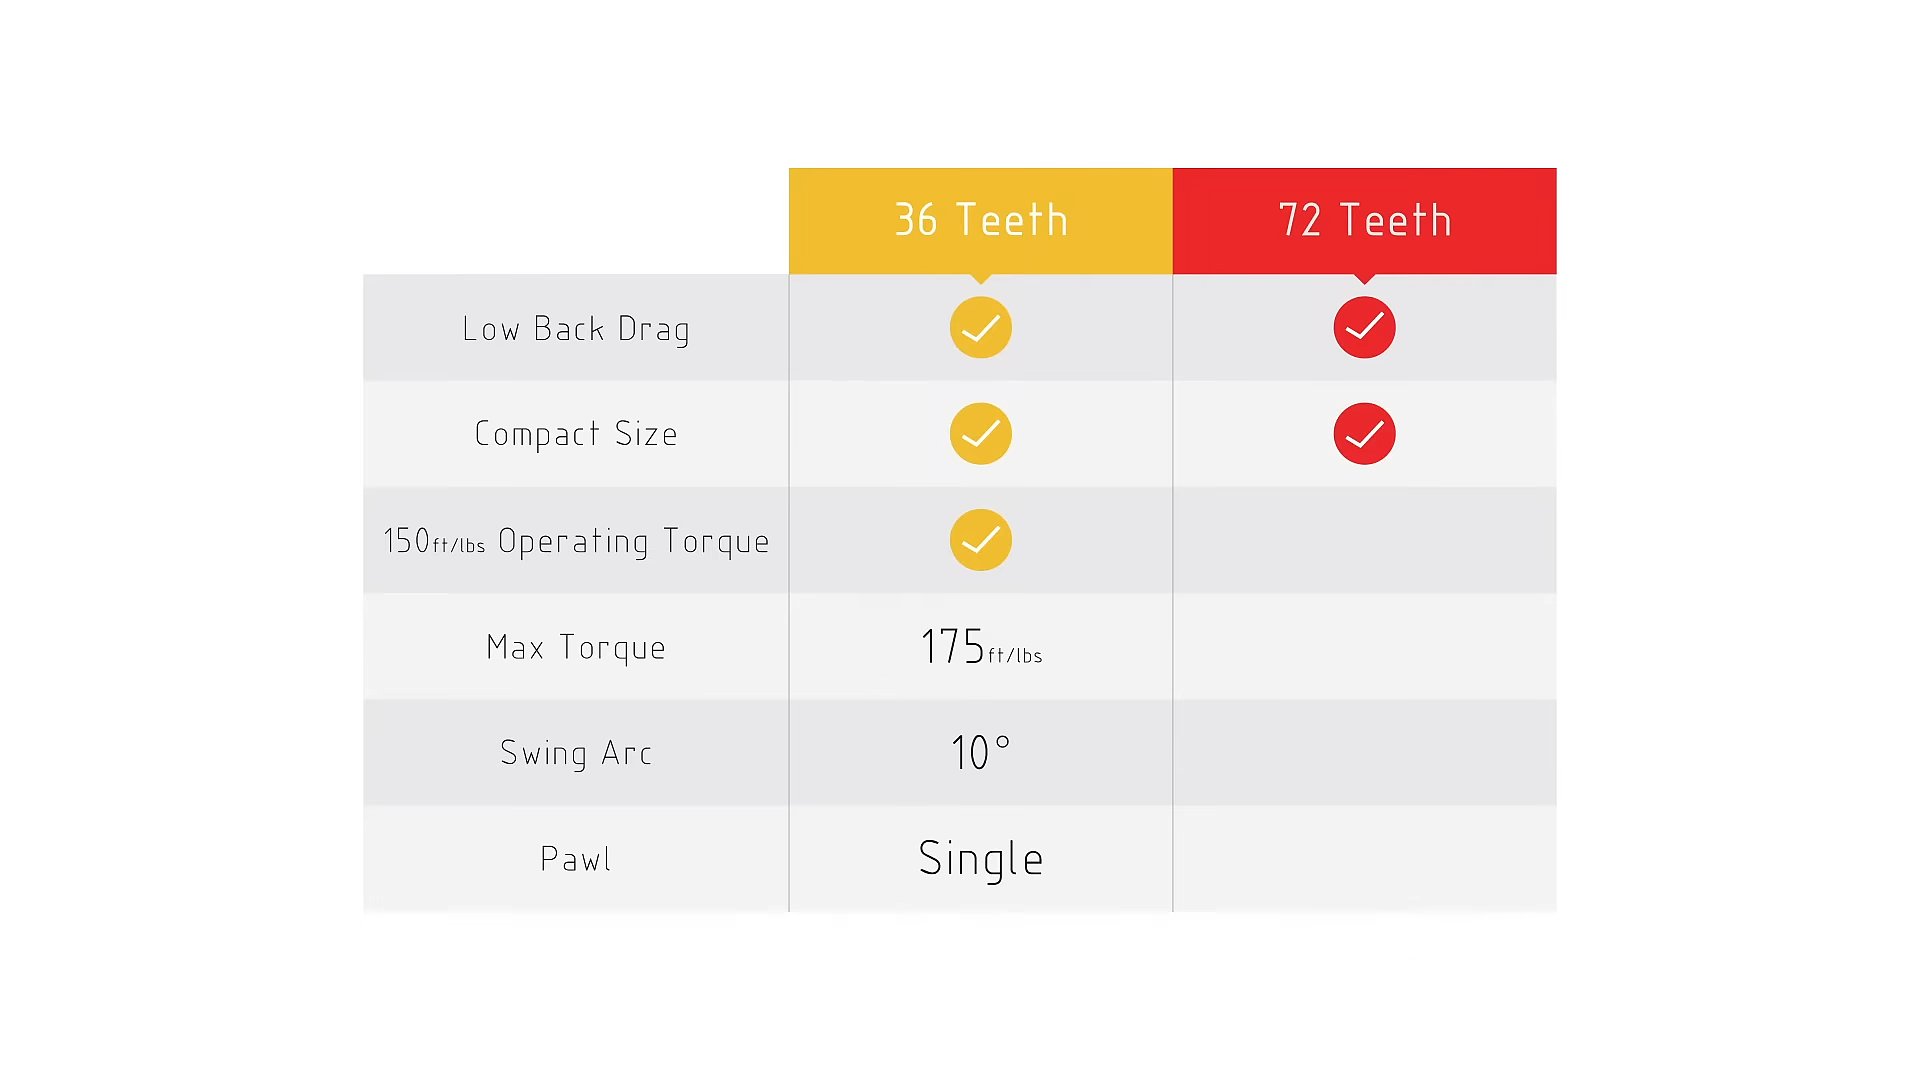 36 Teeth 72 Teeth
Low Back Drag
Compact Size
150ft/lbs Operating Torque
Max Torque 175ft/lbs
Swing Arc 10°
Pawl Single